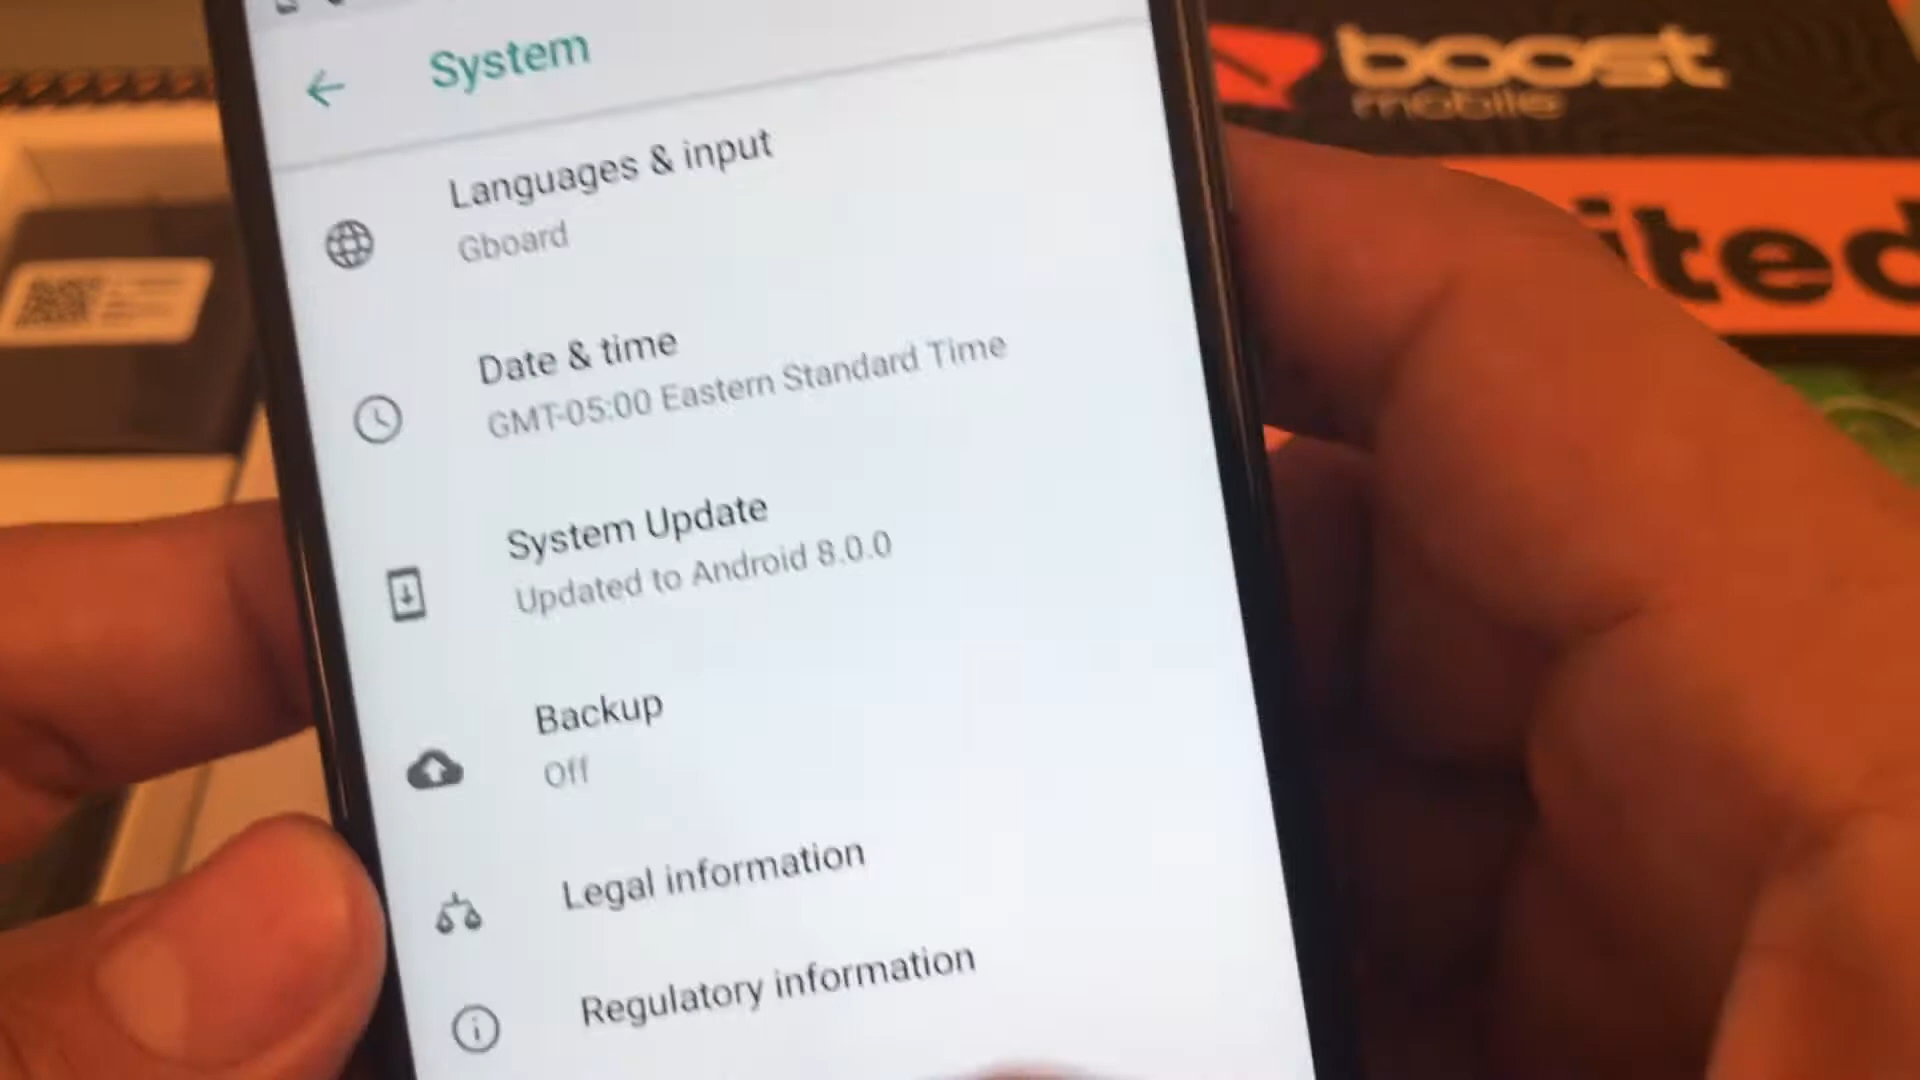 System
boost
mobile
Languages & input
Gboard
ited
Date & time
GMT-05:00 Eastern Standard Time
System Update
Updated to Android 8.0.0
Backup
Off
Legal information
Regulatory information